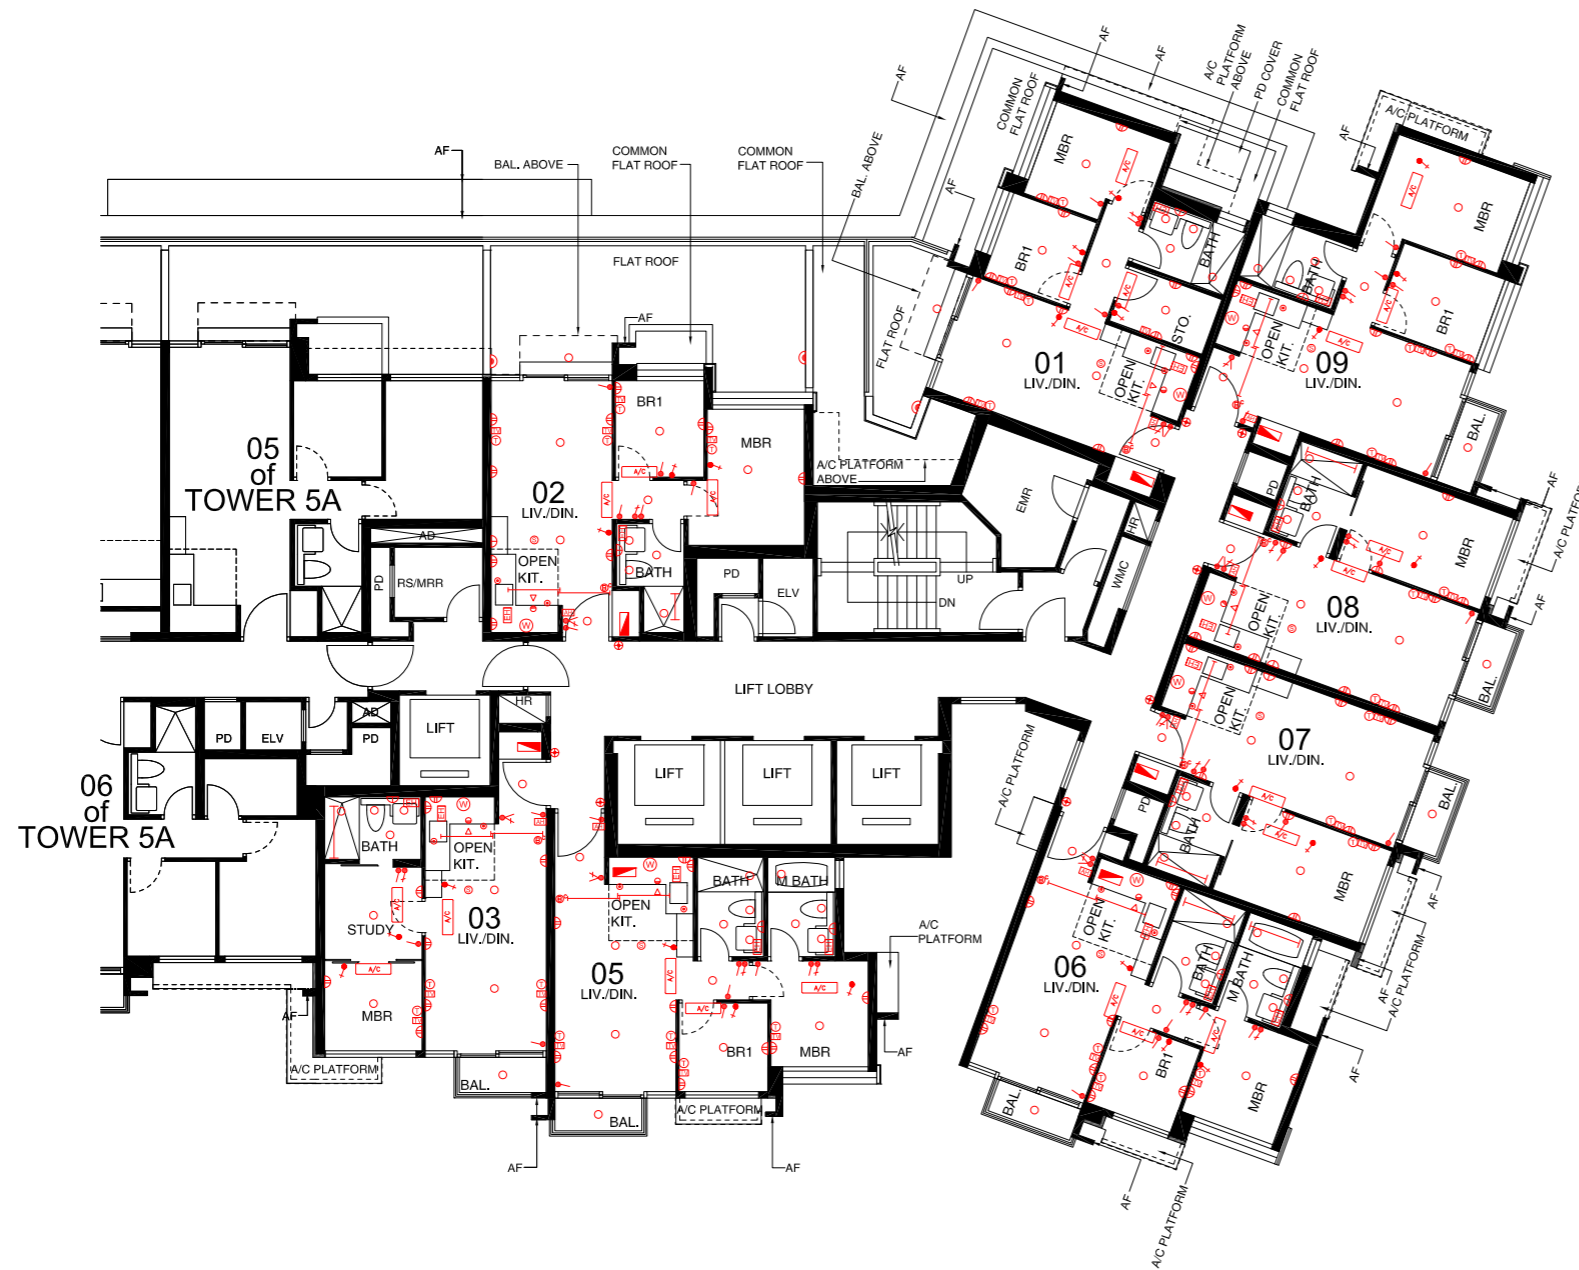 AF
AF
AF
A/C
PLATFORM
ABOVE
PD COVER
COMMON
FLAT ROOF
COMMON
FLAT ROOF
AF
A/C PLATFORM
AF
BAL. ABOVE
COMMON
FLAT ROOF
COMMON
FLAT ROOF
BAL. ABOVE
AF
MBR
MBR
BR1
BATH
BATH
BR1
FLAT ROOF
FLAT ROOF
AF
STO.
01
LIV./DIN.
OPEN
KIT.
OPEN
KIT.
09
LIV./DIN.
BAL.
BR1
MBR
05
of
TOWER 5A
02
LIV./DIN.
A/C PLATFORM
ABOVE
EMR
HR
WMC
PD
BATH
MBR
AF
A/C PLATFORM
AF
AD
PD
RS/MRR
OPEN
KIT.
BATH
PD
ELV
UP
DN
OPEN
KIT.
08
LIV./DIN.
BAL.
LIFT LOBBY
HR
AD
PD
ELV
PD
LIFT
LIFT
LIFT
LIFT
OPEN
KIT.
07
LIV./DIN.
BAL.
A/C PLATFORM
PD
BATH
MBR
AF
A/C PLATFORM
AF
06
of
TOWER 5A
BATH
OPEN
KIT.
STUDY
03
LIV./DIN.
MBR
AF
A/C PLATFORM
BAL.
AF
BATH
M BATH
OPEN
KIT.
05
LIV./DIN.
A/C
PLATFORM
BR1
MBR
AF
BAL.
A/C PLATFORM
AF
OPEN
KIT.
06
LIV./DIN.
BATH
M BATH
A/C PLATFORM
BR1
MBR
AF
BAL.
AF
A/C PLATFORM